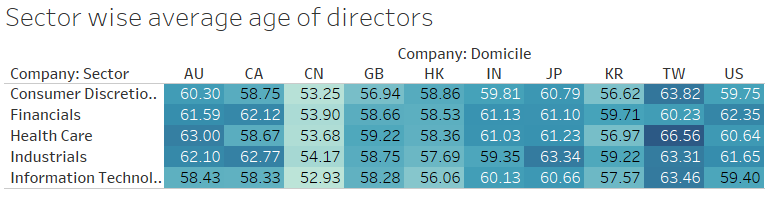 Sector wise average age of directors
Company: Domicile
Company: Sector AU CA CN GB HK IN JP KR TW US
Consumer Discretio.. 60.30 58.75 53.25 56.94 58.86 59.81 60.79 56.62 63.82 59.75
Financials 61.59 62.12 53.90 58.66 58.53 61.13 61.10 59.71 60.23 62.35
Health Care 63.00 58.67 53.68 59.22 58.36 61.03 61.23 56.97 66.56 60.64
Industrials 62.10 62.77 54.17 58.75 57.69 59.35 63.34 59.22 63.31 61.65
Information Technol.. 58.43 58.33 52.93 58.28 56.06 60.13 60.66 57.57 63.46 59.40